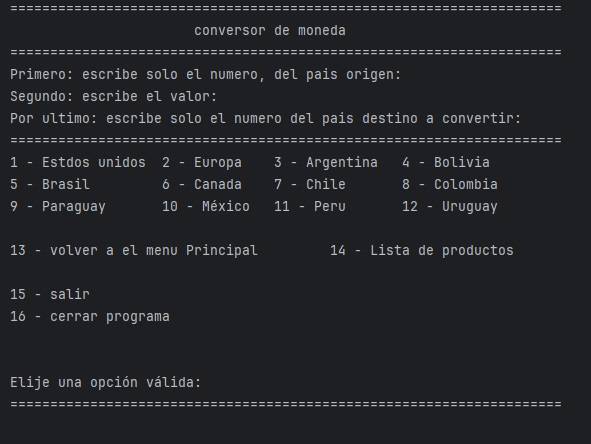 =====================================================================
conversor de moneda
=====================================================================
Primero: escribe solo el numero, del pais origen:
Segundo: escribe el valor:
Por ultimo: escribe solo el numero del pais destino a convertir:
=====================================================================
1 - Estdos unidos  2 - Europa    3 - Argentina   4 - Bolivia
5 - Brasil         6 - Canada    7 - Chile       8 - Colombia
9 - Paraguay       10 - México   11 - Peru       12 - Uruguay
13 - volver a el menu Principal         14 - Lista de productos
15 - salir
16 - cerrar programa
Elije una opción válida:
=====================================================================